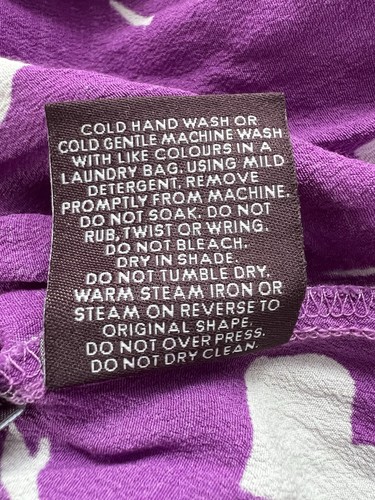 COLD HAND WASH OR
COLD GENTLE MACHINE WASH
WITH LIKE COLOURS IN A
LAUNDRY BAG. USING MILD
DETERGENT, REMOVE
PROMPTLY FROM MACHINE.
DO NOT SOAK. DO NOT
RUB, TWIST OR WRING.
DO NOT BLEACH.
DRY IN SHADE.
DO NOT TUMBLE DRY.
WARM STEAM IRON OR
STEAM ON REVERSE TO
ORIGINAL SHAPE.
DO NOT OVER PRESS.
DO NOT DRY CLEAN.